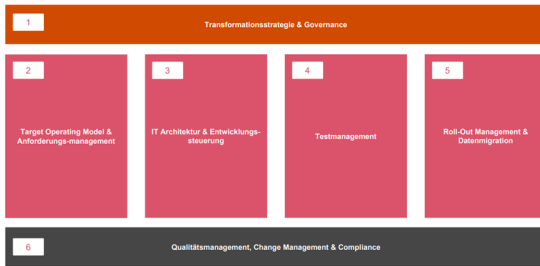 1
Transformationsstrategie & Governance
2
Target Operating Model &
Anforderungs-management
3
IT Architektur & Entwicklungs-
steuerung
4
Testmanagement
5
Roll-Out Management &
Datenmigration
6
Qualitätsmanagement, Change Management & Compliance